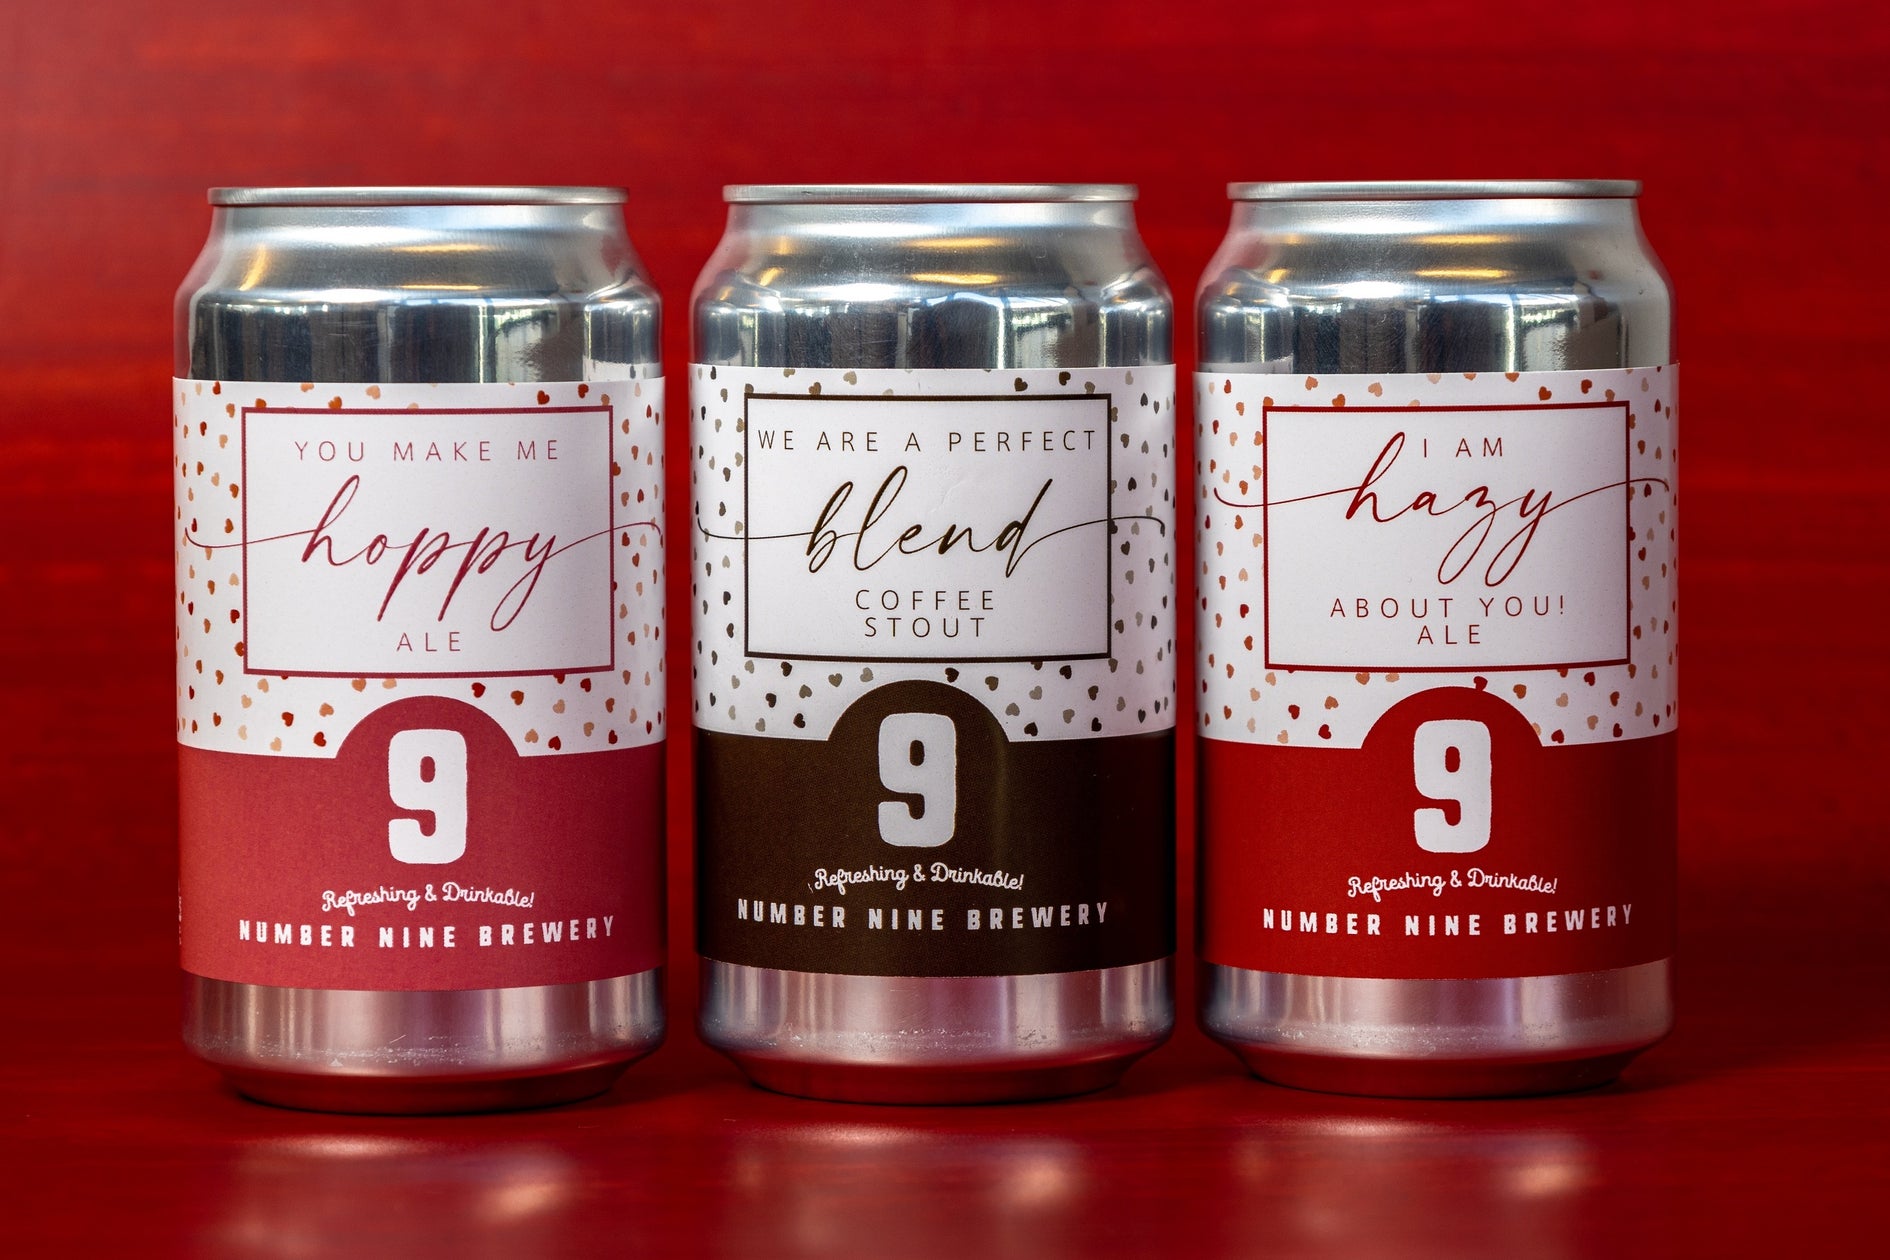 YOU MAKE ME
hoppy
ALE
9
Refreshing & Drinkable!
NUMBER NINE BREWERY
WE ARE A PERFECT
blend
COFFEE
STOUT
9
Refreshing & Drinkable!
NUMBER NINE BREWERY
I AM
hazy
ABOUT YOU!
ALE
9
Refreshing & Drinkable!
NUMBER NINE BREWERY